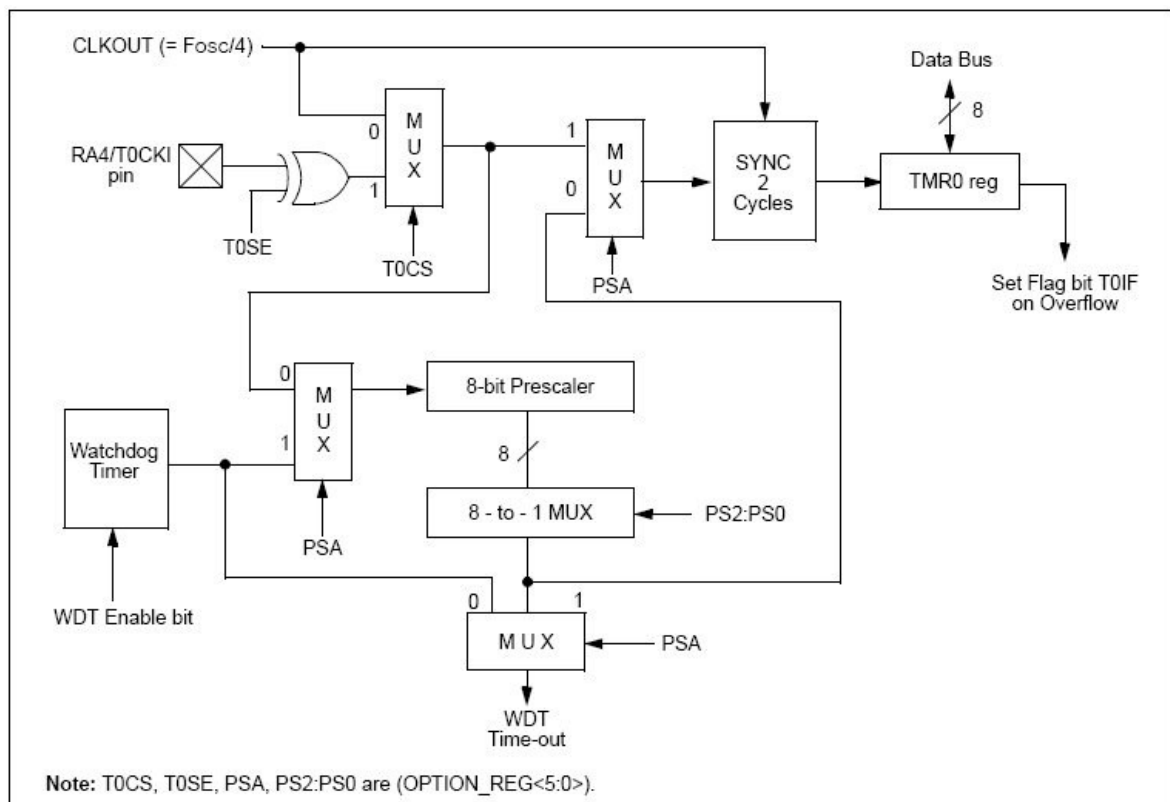 CLKOUT (= Fosc/4)
Data Bus
8
RA4/T0CKI
pin
T0SE
0
1
M
U
X
T0CS
1
0
M
U
X
PSA
SYNC
2
Cycles
TMR0 reg
Set Flag bit T0IF
on Overflow
Watchdog
Timer
WDT Enable bit
0
1
M
U
X
PSA
8-bit Prescaler
8
8 - to - 1 MUX
PS2:PS0
0
1
M U X
PSA
WDT
Time-out
Note: T0CS, T0SE, PSA, PS2:PS0 are (OPTION_REG<5:0>).